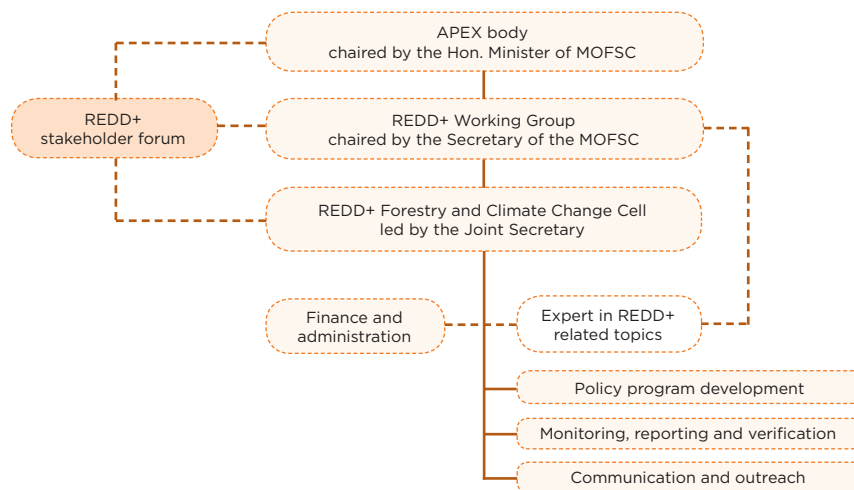 APEX body
chaired by the Hon. Minister of MOFSC
REDD+
stakeholder forum
REDD+ Working Group
chaired by the Secretary of the MOFSC
REDD+ Forestry and Climate Change Cell
led by the Joint Secretary
Finance and
administration
Expert in REDD+
related topics
Policy program development
Monitoring, reporting and verification
Communication and outreach